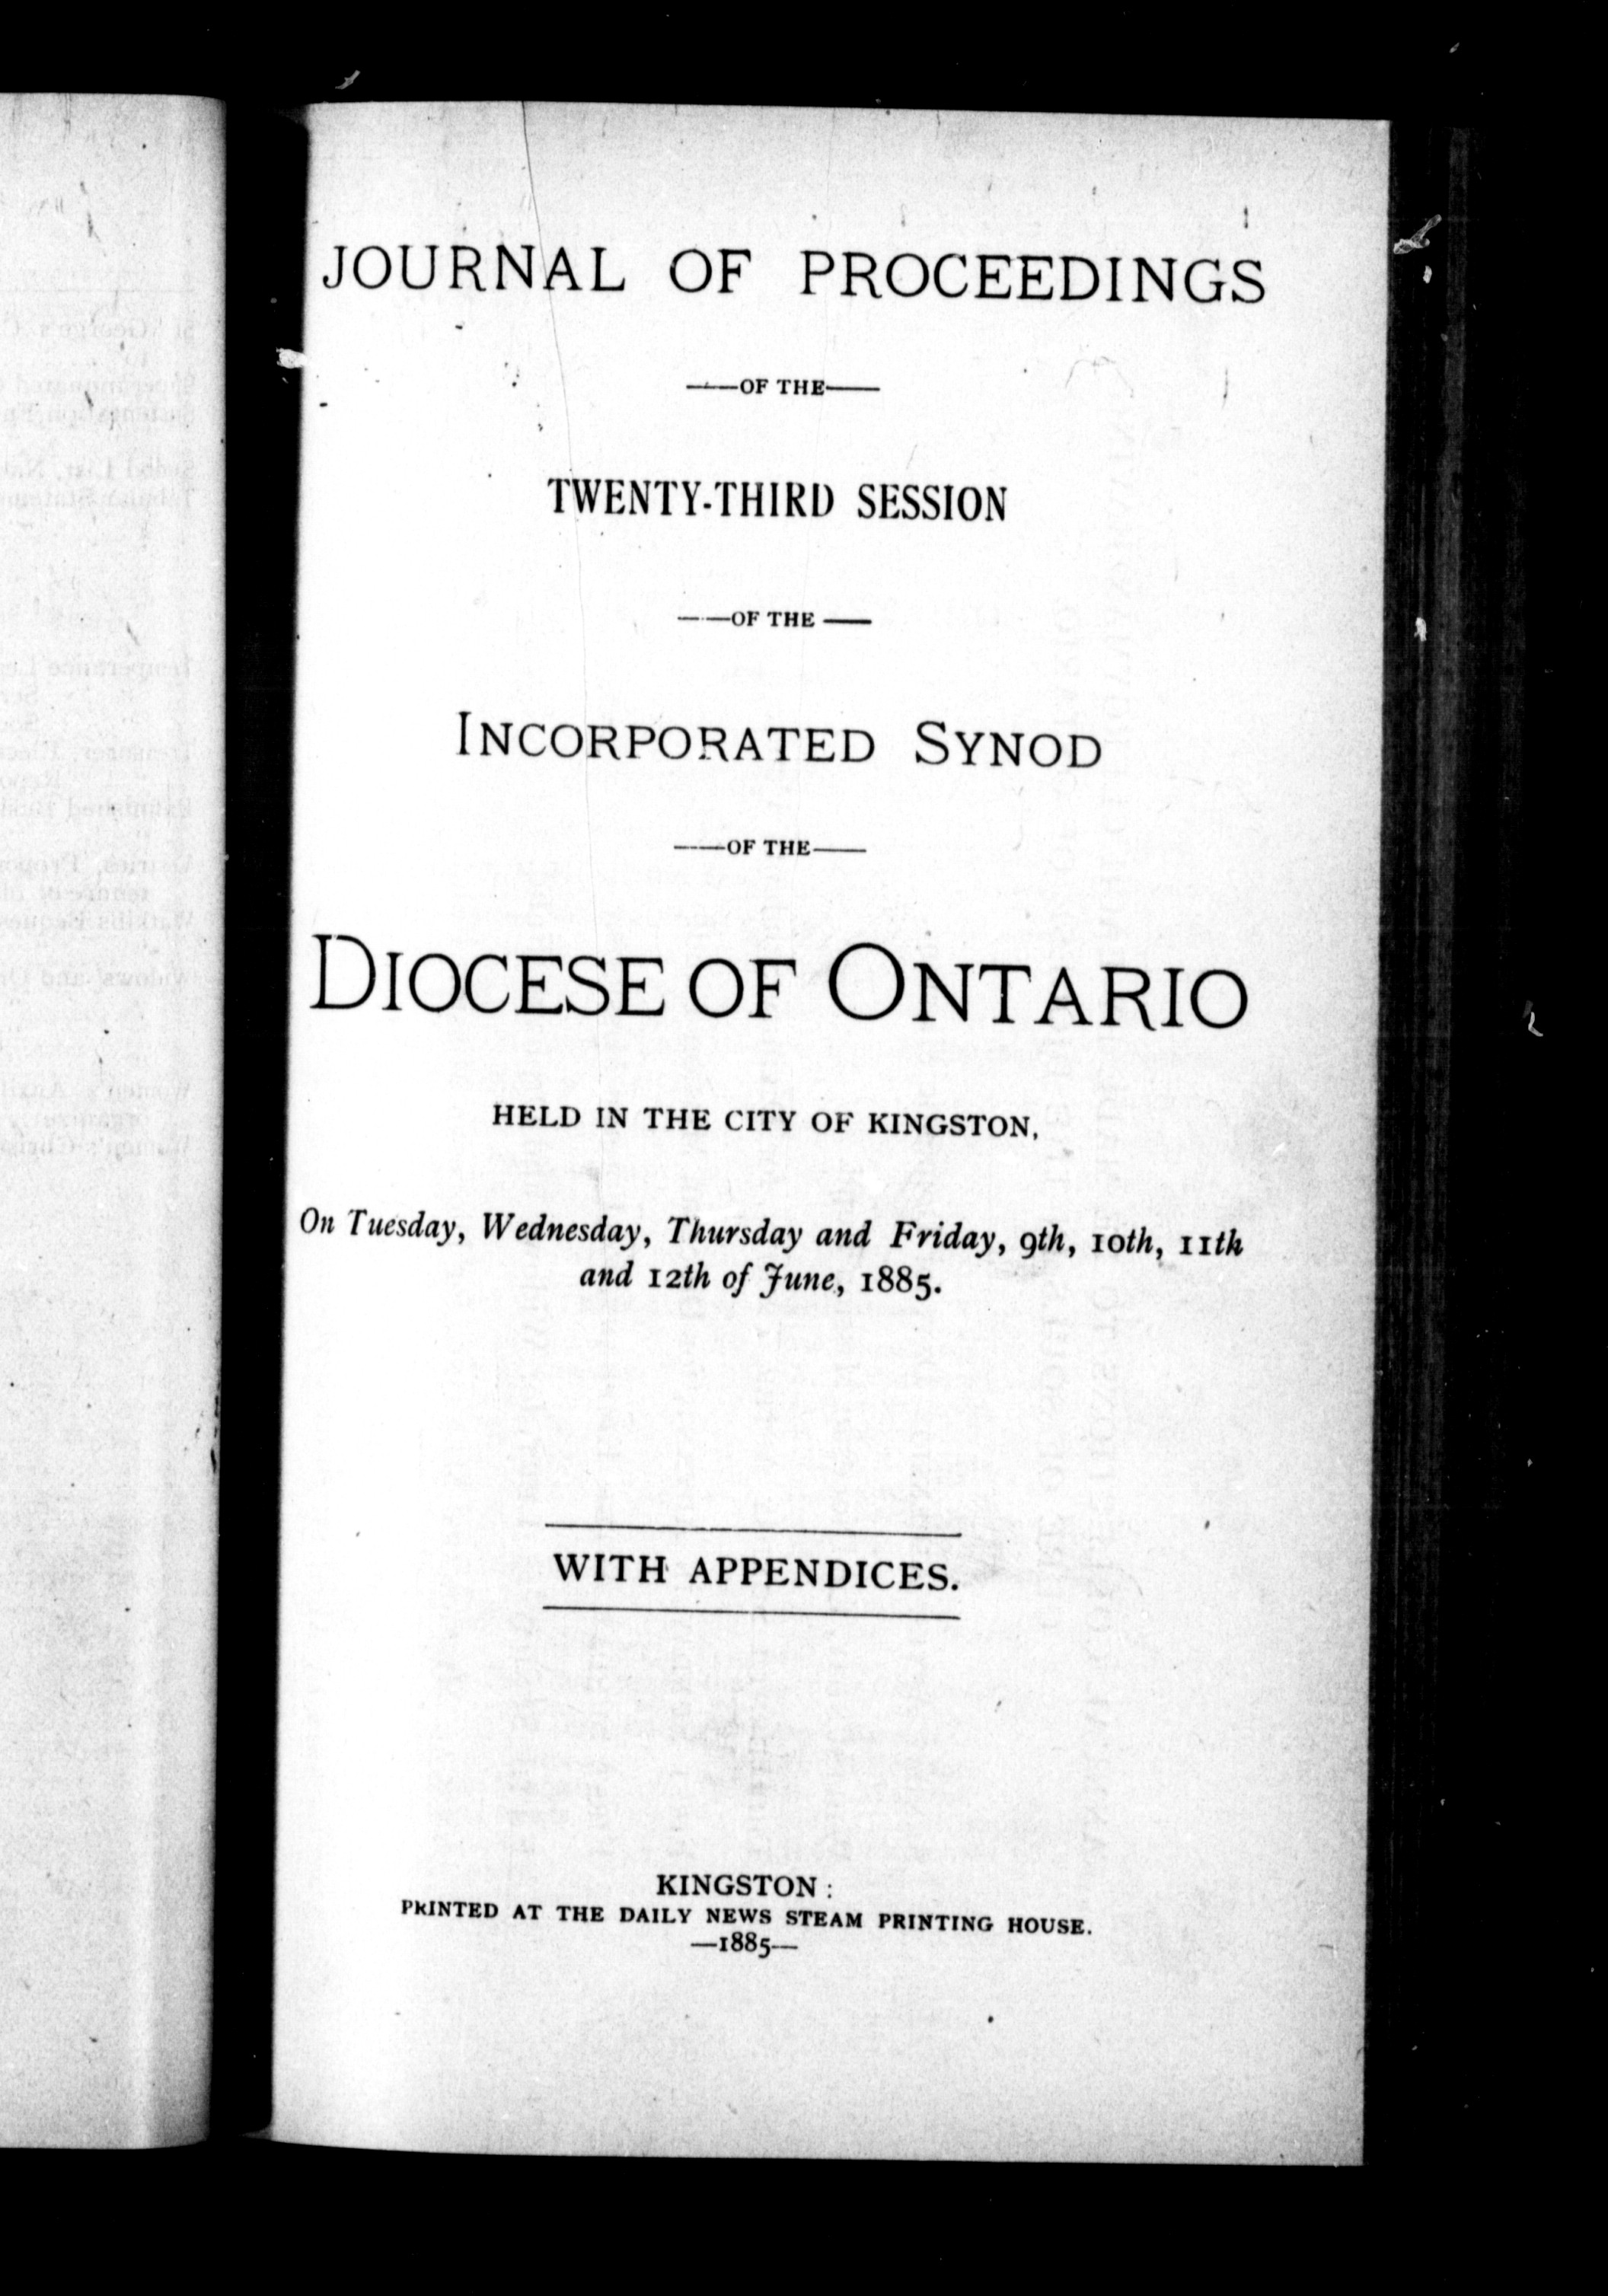 JOURNAL OF PROCEEDINGS
——OF THE——
TWENTY-THIRD SESSION
——OF THE——
INCORPORATED SYNOD
——OF THE——
DIOCESE OF ONTARIO
HELD IN THE CITY OF KINGSTON,
On Tuesday, Wednesday, Thursday and Friday, 9th, 10th, 11th
and 12th of June, 1885.
WITH APPENDICES.
KINGSTON:
PRINTED AT THE DAILY NEWS STEAM PRINTING HOUSE.
—1885—